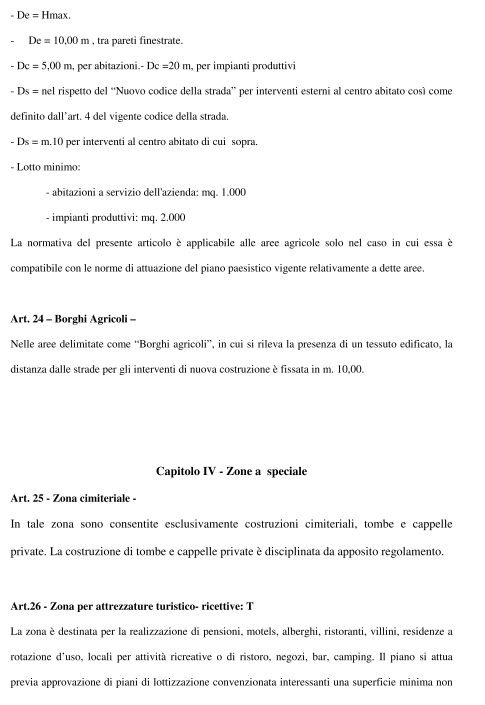 - De = Hmax.
- De = 10,00 m , tra pareti finestrate.
- Dc = 5,00 m, per abitazioni.- Dc =20 m, per impianti produttivi
- Ds = nel rispetto del “Nuovo codice della strada” per interventi esterni al centro abitato così come
definito dall’art. 4 del vigente codice della strada.
- Ds = m.10 per interventi al centro abitato di cui sopra.
- Lotto minimo:
- abitazioni a servizio dell'azienda: mq. 1.000
- impianti produttivi: mq. 2.000
La normativa del presente articolo è applicabile alle aree agricole solo nel caso in cui essa è
compatibile con le norme di attuazione del piano paesistico vigente relativamente a dette aree.
Art. 24 – Borghi Agricoli –
Nelle aree delimitate come “Borghi agricoli”, in cui si rileva la presenza di un tessuto edificato, la
distanza dalle strade per gli interventi di nuova costruzione è fissata in m. 10,00.
Capitolo IV - Zone a speciale
Art. 25 - Zona cimiteriale -
In tale zona sono consentite esclusivamente costruzioni cimiteriali, tombe e cappelle
private. La costruzione di tombe e cappelle private è disciplinata da apposito regolamento.
Art.26 - Zona per attrezzature turistico- ricettive: T
La zona è destinata per la realizzazione di pensioni, motels, alberghi, ristoranti, villini, residenze a
rotazione d’uso, locali per attività ricreative o di ristoro, negozi, bar, camping. Il piano si attua
previa approvazione di piani di lottizzazione convenzionata interessanti una superficie minima non